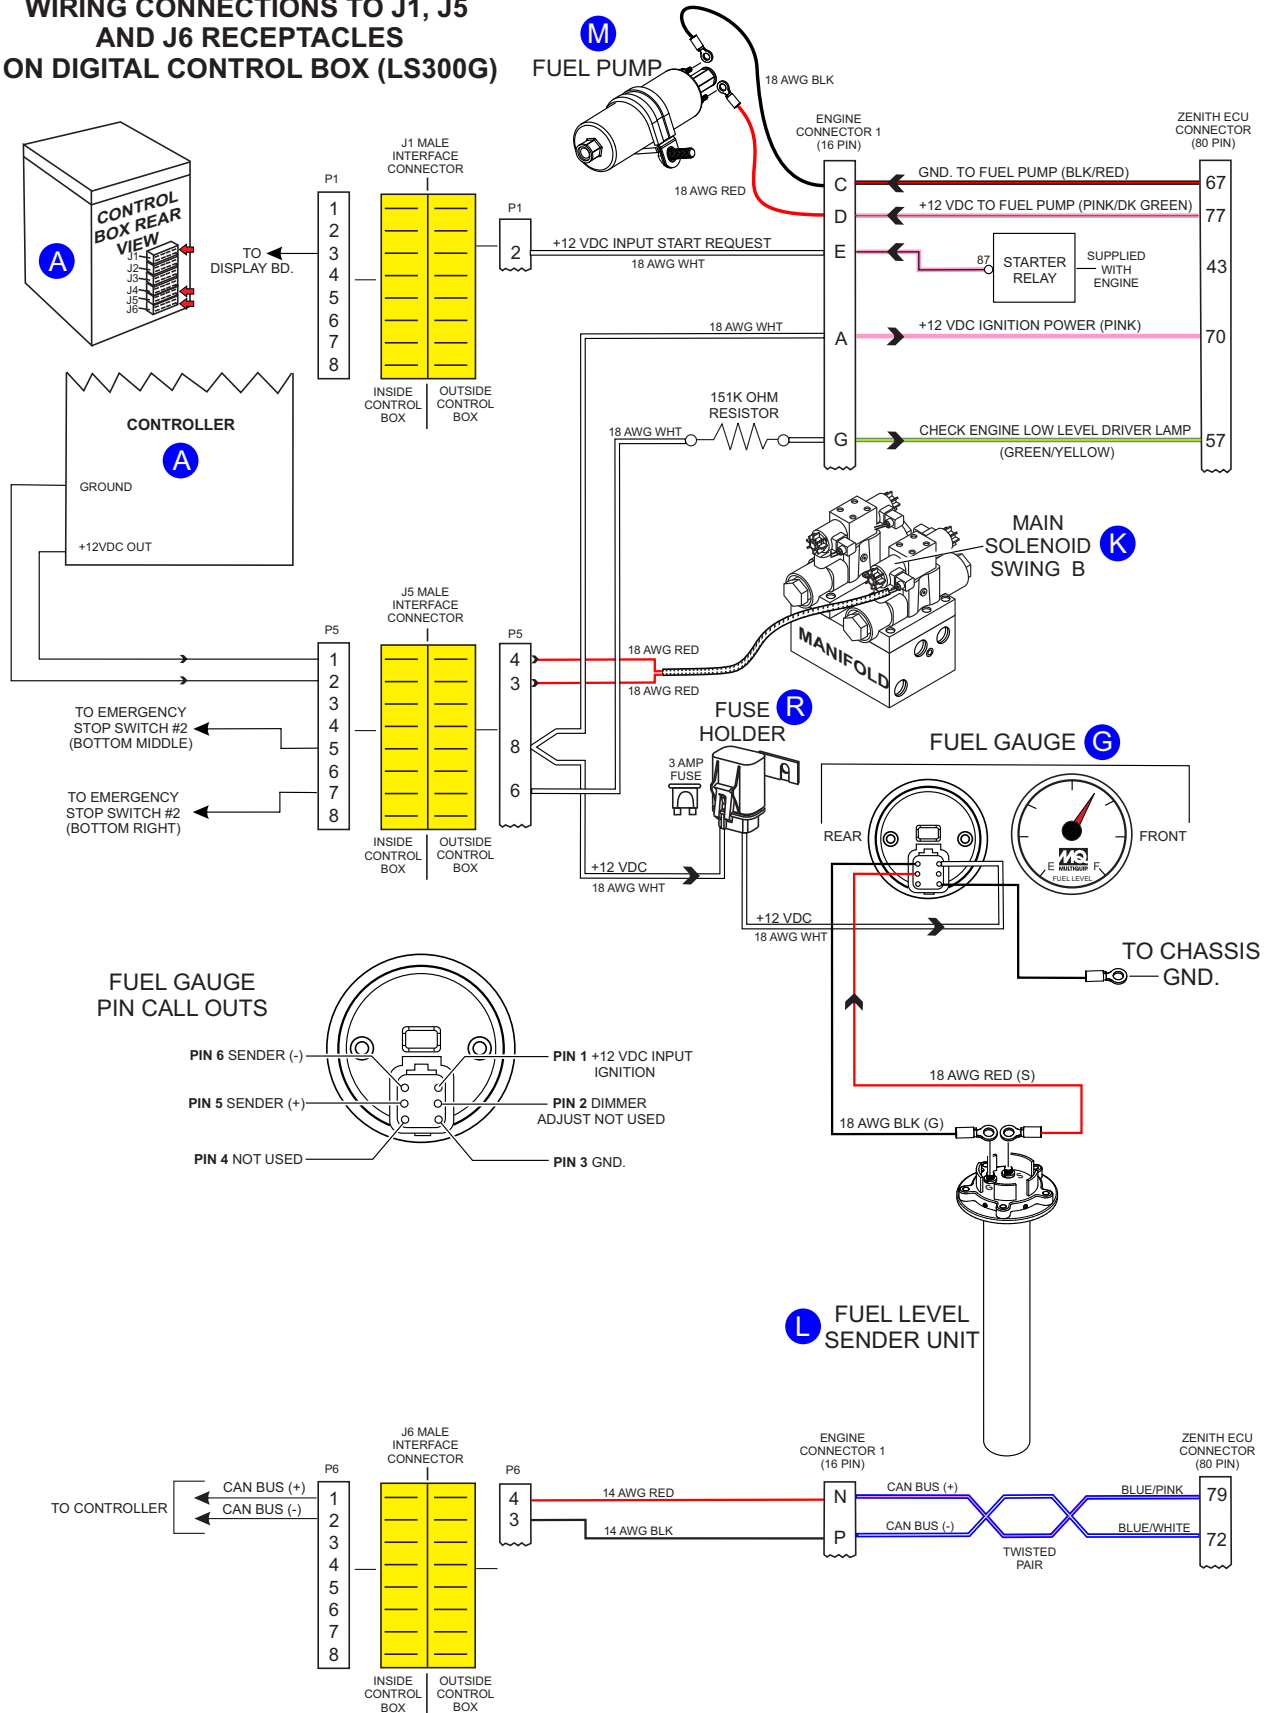 WIRING CONNECTIONS TO J1, J5
AND J6 RECEPTACLES
ON DIGITAL CONTROL BOX (LS300G)
M
FUEL PUMP
18 AWG BLK
18 AWG RED
ENGINE
CONNECTOR 1
(16 PIN)
ZENITH ECU
CONNECTOR
(80 PIN)
C
GND. TO FUEL PUMP (BLK/RED)
67
D
+12 VDC TO FUEL PUMP (PINK/DK GREEN)
77
E
87
STARTER
RELAY
SUPPLIED
WITH
ENGINE
43
A
+12 VDC IGNITION POWER (PINK)
70
G
CHECK ENGINE LOW LEVEL DRIVER LAMP
(GREEN/YELLOW)
57
A
CONTROL
BOX REAR
VIEW
J1
J2
J3
J4
J5
J6
J1 MALE
INTERFACE
CONNECTOR
P1
1
2
3
4
5
6
7
8
TO
DISPLAY BD.
P1
2
+12 VDC INPUT START REQUEST
18 AWG WHT
18 AWG WHT
INSIDE
CONTROL
BOX
OUTSIDE
CONTROL
BOX
151K OHM
RESISTOR
18 AWG WHT
CONTROLLER
A
GROUND
+12VDC OUT
J5 MALE
INTERFACE
CONNECTOR
P5
1
2
3
4
5
6
7
8
TO EMERGENCY
STOP SWITCH #2
(BOTTOM MIDDLE)
TO EMERGENCY
STOP SWITCH #2
(BOTTOM RIGHT)
P5
4
3
8
6
18 AWG RED
18 AWG RED
INSIDE
CONTROL
BOX
OUTSIDE
CONTROL
BOX
MAIN
SOLENOID
SWING B
K
MANIFOLD
FUSE
HOLDER
R
3 AMP
FUSE
+12 VDC
18 AWG WHT
+12 VDC
18 AWG WHT
FUEL GAUGE
G
REAR
FRONT
E
F
MQ
MULTIQUIP
FUEL LEVEL
TO CHASSIS
GND.
FUEL GAUGE
PIN CALL OUTS
PIN 6 SENDER (-)
PIN 5 SENDER (+)
PIN 4 NOT USED
PIN 1 +12 VDC INPUT
IGNITION
PIN 2 DIMMER
ADJUST NOT USED
PIN 3 GND.
18 AWG RED (S)
18 AWG BLK (G)
G
S
L
FUEL LEVEL
SENDER UNIT
J6 MALE
INTERFACE
CONNECTOR
P6
1
2
3
4
5
6
7
8
TO CONTROLLER
CAN BUS (+)
CAN BUS (-)
P6
4
3
14 AWG RED
14 AWG BLK
INSIDE
CONTROL
BOX
OUTSIDE
CONTROL
BOX
ENGINE
CONNECTOR 1
(16 PIN)
N
P
CAN BUS (+)
CAN BUS (-)
TWISTED
PAIR
BLUE/PINK
BLUE/WHITE
ZENITH ECU
CONNECTOR
(80 PIN)
79
72